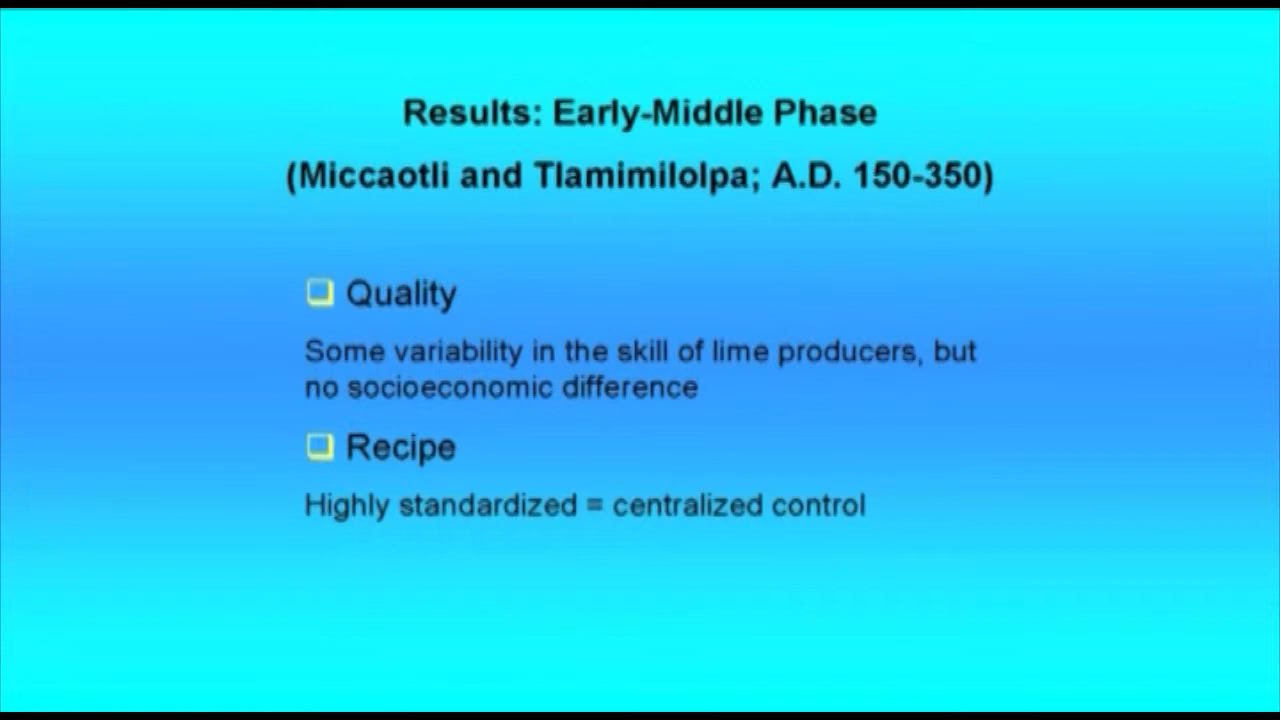 Results: Early-Middle Phase
(Miccaotli and Tlamimilolpa; A.D. 150-350)
Quality
Some variability in the skill of lime producers, but
no socioeconomic difference
Recipe
Highly standardized = centralized control